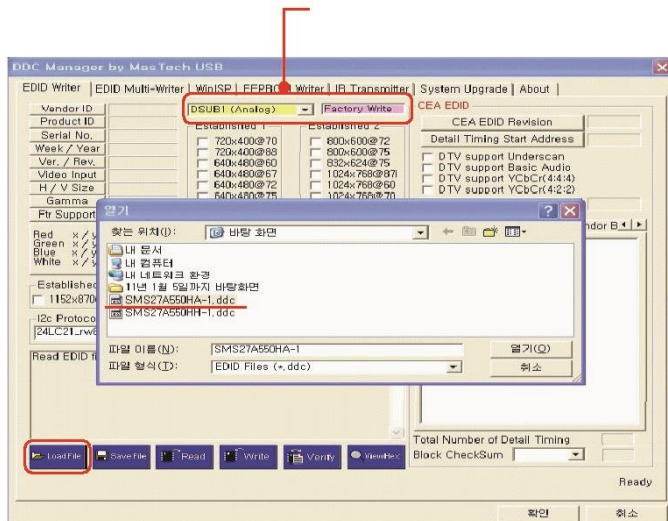 DDC Manager by MasTech USB
EDID Writer | EDID Multi-Writer | WinISP | EEPROM Writer | IR Transmitter | System Upgrade | About |
Vendor ID
Product ID
Serial No,
Week / Year
Ver. / Rev.
Video Input
H / V Size
Gamma
Ftr Support
DSUB1 (Analog)
Factory Write
Established 1
720x400@70
720x400@88
640x480@60
640x480@67
640x480@72
640x480@75
Established 2
800x600@72
800x600@75
832x624@75
1024x768@87I
1024x768@60
1024x768@70
CEA EDID
CEA EDID Revision
Detail Timing Start Address
DTV support Underscan
DTV support Basic Audio
DTV support YCbCr(4:4:4)
DTV support YCbCr(4:2:2)
Red x / y
Green x / y
Blue x / y
White x / y
Established
1152x870
I2c Protoco
24LC21_rw8
Read EDID fi
ndor B
열기
찾는 위치(I):
바탕 화면
내 문서
내 컴퓨터
내 네트워크 환경
11년 1월 5일까지 바탕화면
SMS27A550HA-1.ddc
SMS27A550HH-1.ddc
파일 이름(N):
SMS27A550HA-1
열기(O)
파일 형식(T):
EDID Files (*.ddc)
취소
Load File
Save File
Read
Write
Verify
ViewHex
Total Number of Detail Timing
Block CheckSum
Ready
확인
취소